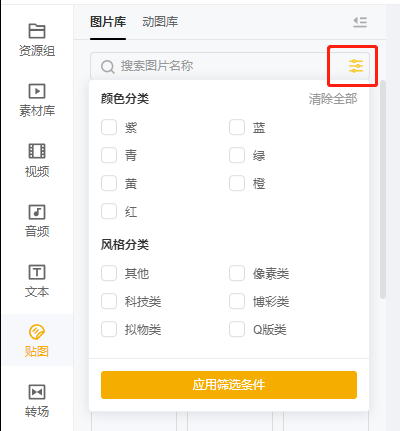 图片库 动图库
资源组
素材库
视频
音频
文本
贴图
转场
搜索图片名称
颜色分类 清除全部
紫 蓝
青 绿
黄 橙
红
风格分类
其他 像素类
科技类 博彩类
拟物类 Q版类
应用筛选条件